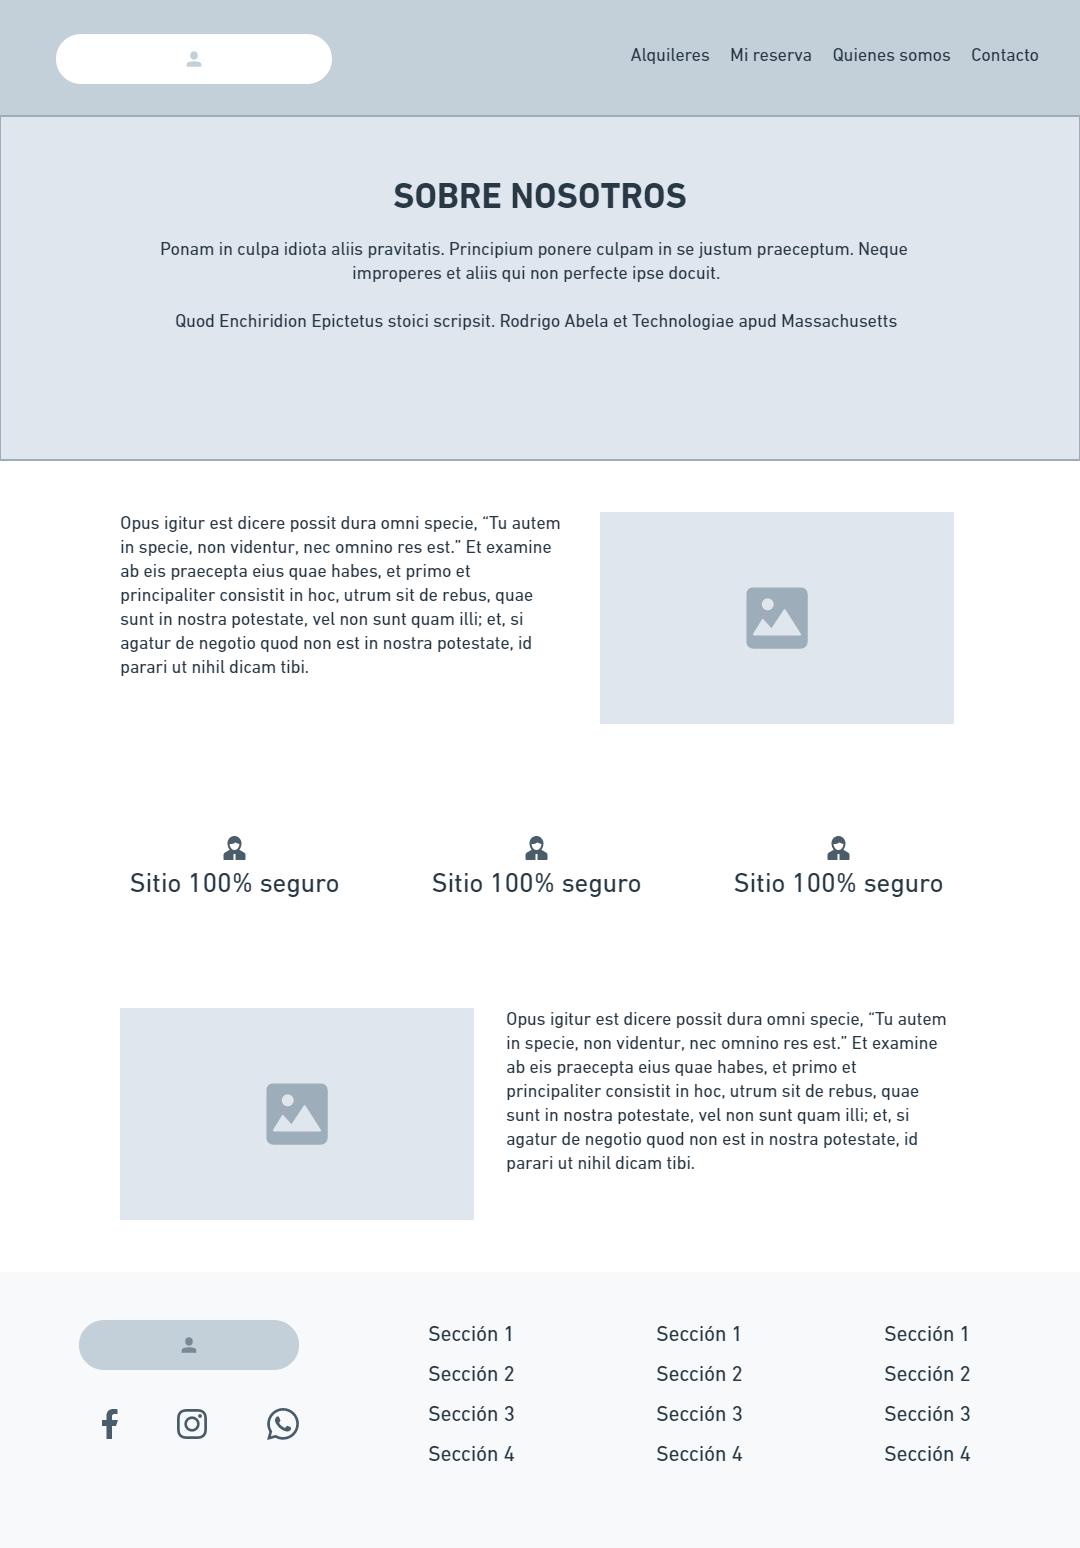 Alquileres Mi reserva Quienes somos Contacto
SOBRE NOSOTROS
Ponam in culpa idiota aliis pravitatis. Principium ponere culpam in se justum praeceptum. Neque
improperes et aliis qui non perfecte ipse docuit.
Quod Enchiridion Epictetus stoici scripsit. Rodrigo Abela et Technologiae apud Massachusetts
Opus igitur est dicere possit dura omni specie, “Tu autem
in specie, non videntur, nec omnino res est.” Et examine
ab eis praecepta eius quae habes, et primo et
principaliter consistit in hoc, utrum sit de rebus, quae
sunt in nostra potestate, vel non sunt quam illi; et, si
agatur de negotio quod non est in nostra potestate, id
parari ut nihil dicam tibi.
Sitio 100% seguro
Sitio 100% seguro
Sitio 100% seguro
Opus igitur est dicere possit dura omni specie, “Tu autem
in specie, non videntur, nec omnino res est.” Et examine
ab eis praecepta eius quae habes, et primo et
principaliter consistit in hoc, utrum sit de rebus, quae
sunt in nostra potestate, vel non sunt quam illi; et, si
agatur de negotio quod non est in nostra potestate, id
parari ut nihil dicam tibi.
Sección 1
Sección 2
Sección 3
Sección 4
Sección 1
Sección 2
Sección 3
Sección 4
Sección 1
Sección 2
Sección 3
Sección 4